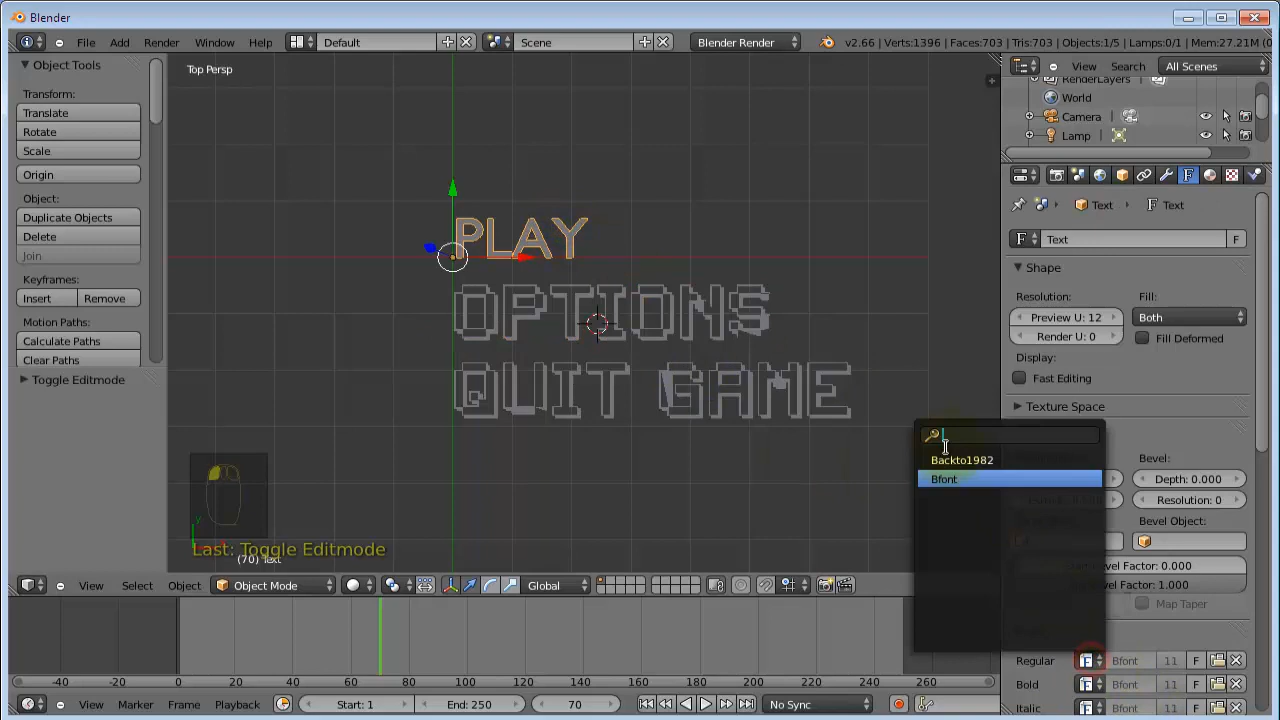 Blender
File Add Render Window Help Default Scene Blender Render v2.66 | Verts:1396 | Faces:703 | Tris:703 | Objects:1/5 | Lamps:0/1 | Mem:27.21M (0
Object Tools
Transform:
Translate
Rotate
Scale
Origin
Object:
Duplicate Objects
Delete
Join
Keyframes:
Insert Remove
Motion Paths:
Calculate Paths
Clear Paths
Toggle Editmode
Top Persp
PLAY
OPTIONS
QUIT GAME
Last: Toggle Editmode
(70) Text
View Select Object Object Mode Global
View Search All Scenes
RenderLayers
World
Camera
Lamp
Text Text
Text F
Shape
Resolution: Fill:
Preview U: 12 Both
Render U: 0 Fill Deformed
Display:
Fast Editing
Texture Space
Backto1982
Bfont
Bevel:
Depth: 0.000
Resolution: 0
Bevel Object:
Level Factor: 0.000
Level Factor: 1.000
Map Taper
Regular Bfont 11 F
Bold Bfont 11 F
Italic Bfont 11 F
-40 -20 0 20 40 60 80 100 120 140 160 180 200 220 240 260
View Marker Frame Playback Start: 1 End: 250 70 No Sync